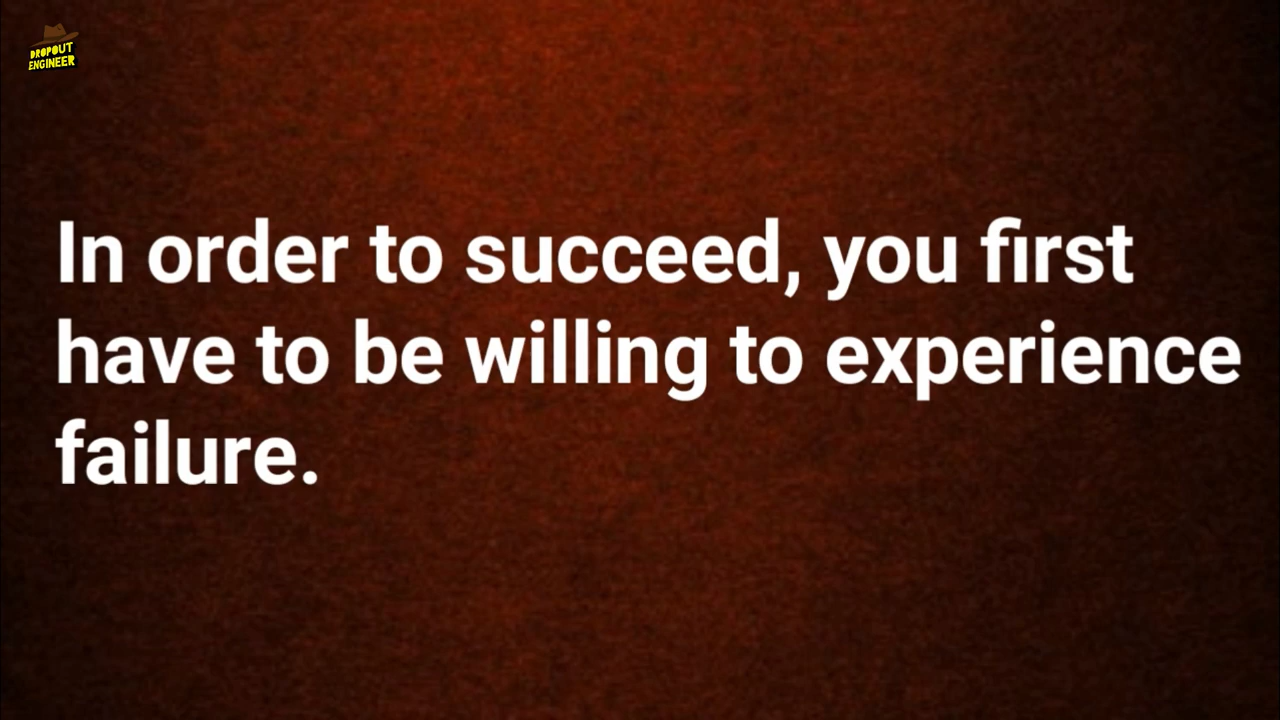 DROPOUT
ENGINEER
In order to succeed, you first
have to be willing to experience
failure.